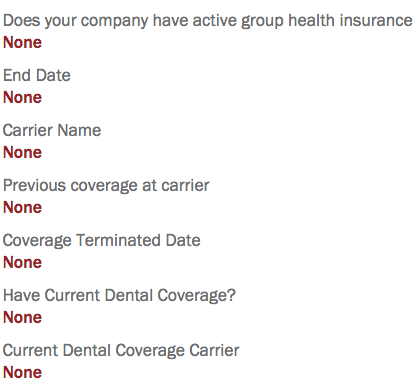 Does your company have active group health insurance
None
End Date
None
Carrier Name
None
Previous coverage at carrier
None
Coverage Terminated Date
None
Have Current Dental Coverage?
None
Current Dental Coverage Carrier
None